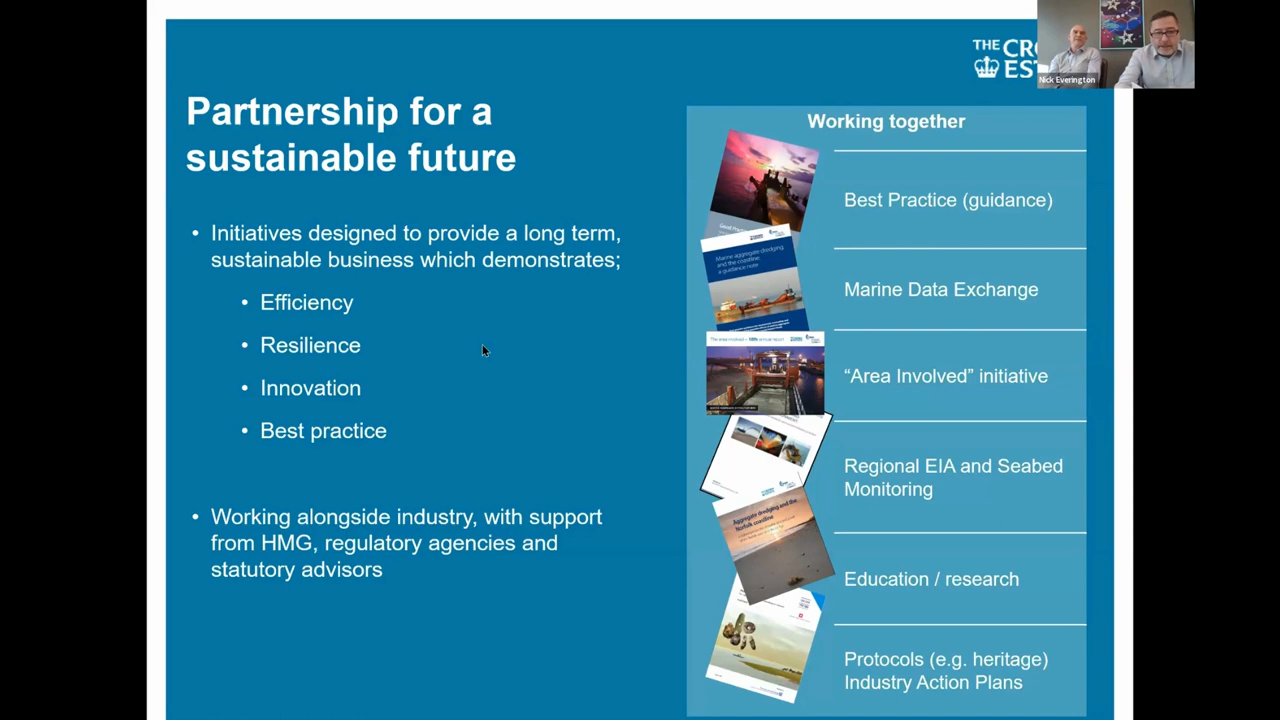 THE
Nick Everington
Partnership for a
sustainable future
• Initiatives designed to provide a long term,
sustainable business which demonstrates;
• Efficiency
• Resilience
• Innovation
• Best practice
• Working alongside industry, with support
from HMG, regulatory agencies and
statutory advisors
Working together
Best Practice (guidance)
Marine Data Exchange
“Area Involved” initiative
Regional EIA and Seabed
Monitoring
Education / research
Protocols (e.g. heritage)
Industry Action Plans
Marine aggregate dredging
and the coastline
a guidance note
Aggregate dredging and the
Norfolk coastline